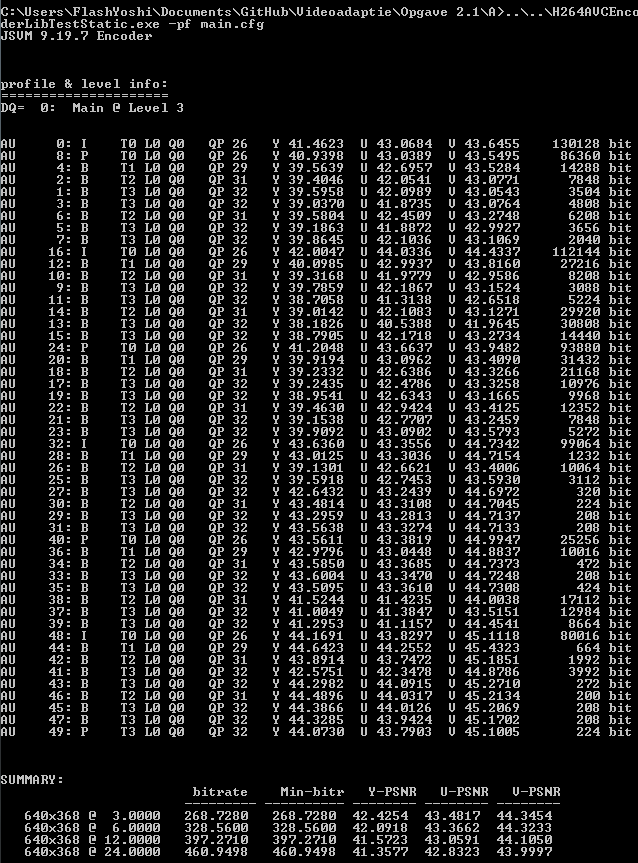 C:\Users\FlashYoshi\Documents\GitHub\Videoadaptie\Opgave 2.1\A>..\..\H264AVCEnco
derLibTestStatic.exe -pf main.cfg
JSVM 9.19.7 Encoder
profile & level info:
=====================
DQ=  0:  Main @ Level 3
AU      0: I    T0 L0 Q0   QP 26   Y 41.4623  U 43.0684  V 43.6455    130128 bit
AU      8: P    T0 L0 Q0   QP 26   Y 40.9398  U 43.0389  V 43.5495     86360 bit
AU      4: B    T1 L0 Q0   QP 29   Y 39.5639  U 42.6957  V 43.5284     14288 bit
AU      2: B    T2 L0 Q0   QP 31   Y 39.4046  U 42.0541  V 43.0771      7848 bit
AU      1: B    T3 L0 Q0   QP 32   Y 39.5958  U 42.0989  V 43.0543      3504 bit
AU      3: B    T3 L0 Q0   QP 32   Y 39.0370  U 41.8735  V 43.0764      4808 bit
AU      6: B    T2 L0 Q0   QP 31   Y 39.5804  U 42.4509  V 43.2748      6208 bit
AU      5: B    T3 L0 Q0   QP 32   Y 39.1863  U 41.8872  V 42.9927      3656 bit
AU      7: B    T3 L0 Q0   QP 32   Y 39.8645  U 42.1036  V 43.1069      2040 bit
AU     16: I    T0 L0 Q0   QP 26   Y 42.0047  U 44.0336  V 44.4337    112144 bit
AU     12: B    T1 L0 Q0   QP 29   Y 40.0985  U 42.9937  V 43.8160     27216 bit
AU     10: B    T2 L0 Q0   QP 31   Y 39.3168  U 41.9779  V 42.9586      8208 bit
AU      9: B    T3 L0 Q0   QP 32   Y 39.7859  U 42.1867  V 43.1524      3088 bit
AU     11: B    T3 L0 Q0   QP 32   Y 38.7058  U 41.3138  V 42.6518      5224 bit
AU     14: B    T2 L0 Q0   QP 31   Y 39.0142  U 42.1083  V 43.1271     29920 bit
AU     13: B    T3 L0 Q0   QP 32   Y 38.1826  U 40.5388  V 41.9645     30808 bit
AU     15: B    T3 L0 Q0   QP 32   Y 38.7905  U 42.1718  V 43.2734     14440 bit
AU     24: P    T0 L0 Q0   QP 26   Y 41.2048  U 43.6637  V 43.9482     93880 bit
AU     20: B    T1 L0 Q0   QP 29   Y 39.9194  U 43.0962  V 43.4090     31432 bit
AU     18: B    T2 L0 Q0   QP 31   Y 39.2332  U 42.6386  V 43.3266     21168 bit
AU     17: B    T3 L0 Q0   QP 32   Y 39.2435  U 42.4786  V 43.3258     10976 bit
AU     19: B    T3 L0 Q0   QP 32   Y 38.9541  U 42.6343  V 43.1665      9968 bit
AU     22: B    T2 L0 Q0   QP 31   Y 39.4630  U 42.9424  V 43.4125     12352 bit
AU     21: B    T3 L0 Q0   QP 32   Y 39.1538  U 42.7707  V 43.2459      7848 bit
AU     23: B    T3 L0 Q0   QP 32   Y 39.9092  U 43.0902  V 43.5793      5272 bit
AU     32: I    T0 L0 Q0   QP 26   Y 43.6360  U 43.3556  V 44.7342     99064 bit
AU     28: B    T1 L0 Q0   QP 29   Y 43.0125  U 43.3036  V 44.7154      1232 bit
AU     26: B    T2 L0 Q0   QP 31   Y 39.1301  U 42.6621  V 43.4006     10064 bit
AU     25: B    T3 L0 Q0   QP 32   Y 39.5918  U 42.7453  V 43.5930      3112 bit
AU     27: B    T3 L0 Q0   QP 32   Y 42.6432  U 43.2439  V 44.6972       320 bit
AU     30: B    T2 L0 Q0   QP 31   Y 43.4814  U 43.3108  V 44.7045       224 bit
AU     29: B    T3 L0 Q0   QP 32   Y 43.2959  U 43.2813  V 44.7137       208 bit
AU     31: B    T3 L0 Q0   QP 32   Y 43.5638  U 43.3274  V 44.7133       208 bit
AU     40: P    T0 L0 Q0   QP 26   Y 43.5611  U 43.3819  V 44.9947     25256 bit
AU     36: B    T1 L0 Q0   QP 29   Y 42.9796  U 43.0448  V 44.8837     10016 bit
AU     34: B    T2 L0 Q0   QP 31   Y 43.5850  U 43.3685  V 44.7373       472 bit
AU     33: B    T3 L0 Q0   QP 32   Y 43.6004  U 43.3470  V 44.7248       208 bit
AU     35: B    T3 L0 Q0   QP 32   Y 43.5095  U 43.3610  V 44.7308       424 bit
AU     38: B    T2 L0 Q0   QP 31   Y 41.5244  U 41.4235  V 44.0038     17112 bit
AU     37: B    T3 L0 Q0   QP 32   Y 41.0049  U 41.3847  V 43.5151     12984 bit
AU     39: B    T3 L0 Q0   QP 32   Y 41.2953  U 41.1157  V 44.4541      8664 bit
AU     48: I    T0 L0 Q0   QP 26   Y 44.1691  U 43.8297  V 45.1118     80016 bit
AU     44: B    T1 L0 Q0   QP 29   Y 44.6423  U 44.2552  V 45.4323       664 bit
AU     42: B    T2 L0 Q0   QP 31   Y 43.8914  U 43.7472  V 45.1851      1992 bit
AU     41: B    T3 L0 Q0   QP 32   Y 42.5751  U 42.3478  V 44.8786      3992 bit
AU     43: B    T3 L0 Q0   QP 32   Y 44.2982  U 44.0915  V 45.2710       272 bit
AU     46: B    T2 L0 Q0   QP 31   Y 44.4896  U 44.0317  V 45.2134       200 bit
AU     45: B    T3 L0 Q0   QP 32   Y 44.3866  U 44.0126  V 45.2069       208 bit
AU     47: B    T3 L0 Q0   QP 32   Y 44.3285  U 43.9424  V 45.1702       208 bit
AU     49: P    T3 L0 Q0   QP 32   Y 44.0730  U 43.7903  V 45.1005       224 bit
SUMMARY:
bitrate    Min-bitr   Y-PSNR   U-PSNR   V-PSNR
---------- ---------- -------- -------- --------
640x368 @  3.0000   268.7280   268.7280  42.4254  43.4817  44.3454
640x368 @  6.0000   328.5600   328.5600  42.0918  43.3662  44.3233
640x368 @ 12.0000   397.2710   397.2710  41.5723  43.0591  44.1050
640x368 @ 24.0000   460.9498   460.9498  41.3577  42.8323  43.9997